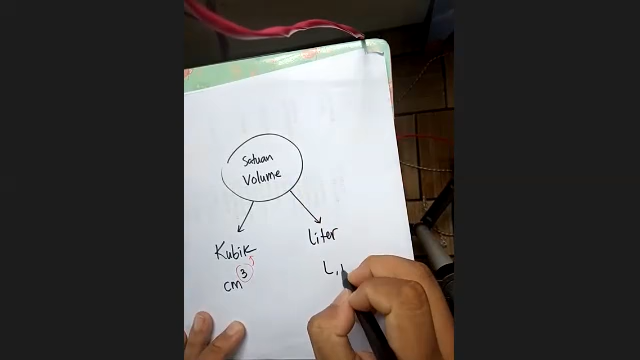 Satuan
Volume
Kubik
Liter
cm³
L,